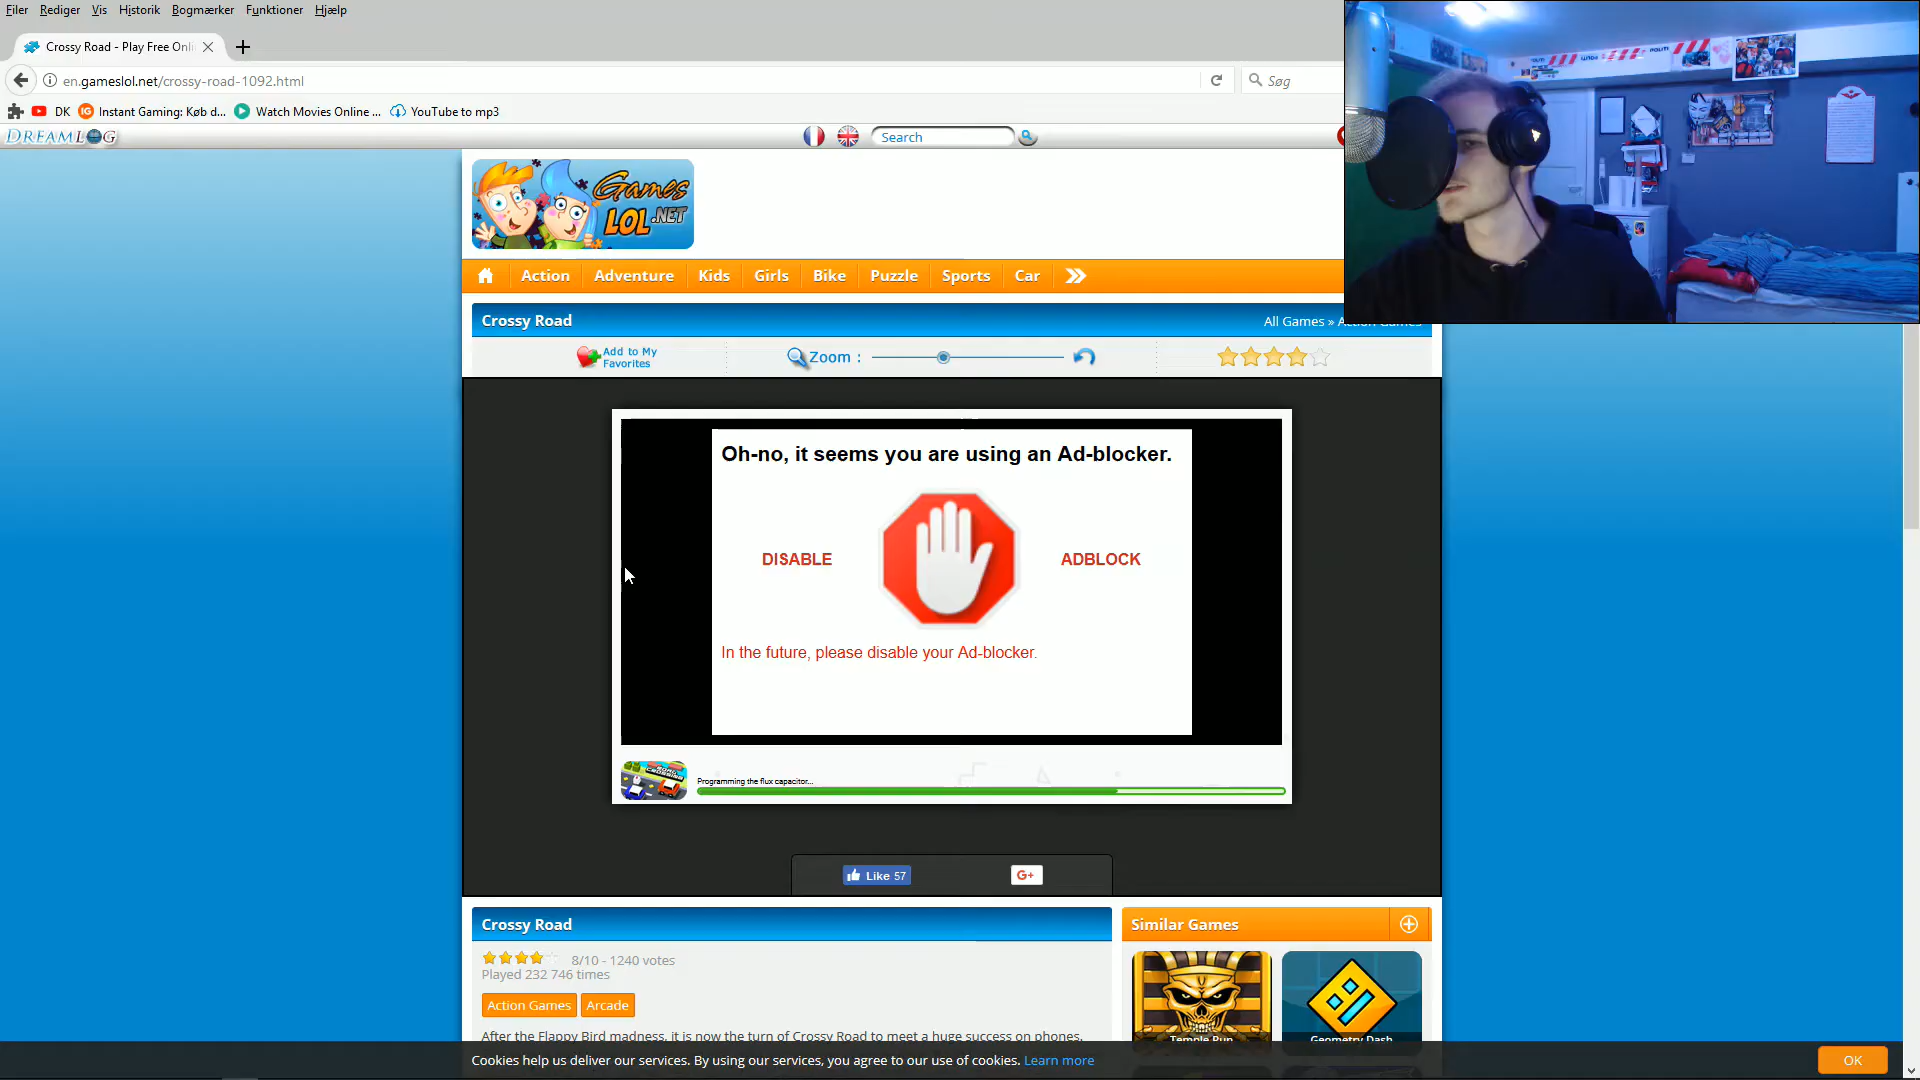 Filer Rediger Vis Historik Bogmærker Funktioner Hjælp
Crossy Road - Play Free Onli
en.gameslol.net/crossy-road-1092.html
Søg
DK Instant Gaming: Køb d... Watch Movies Online ... YouTube to mp3
DREAMLOG
Search
Games
LOL.NET
Action Adventure Kids Girls Bike Puzzle Sports Car
Crossy Road
All Games » Action Games
Add to My
Favorites
Zoom :
Oh-no, it seems you are using an Ad-blocker.
DISABLE ADBLOCK
In the future, please disable your Ad-blocker.
Programming the flux capacitor...
Like 57
G+
Crossy Road
Similar Games
8/10 - 1240 votes
Played 232 746 times
Action Games Arcade
After the Flappy Bird madness, it is now the turn of Crossy Road to meet a huge success on phones,
Temple Run
Geometry Dash
Cookies help us deliver our services. By using our services, you agree to our use of cookies. Learn more
OK